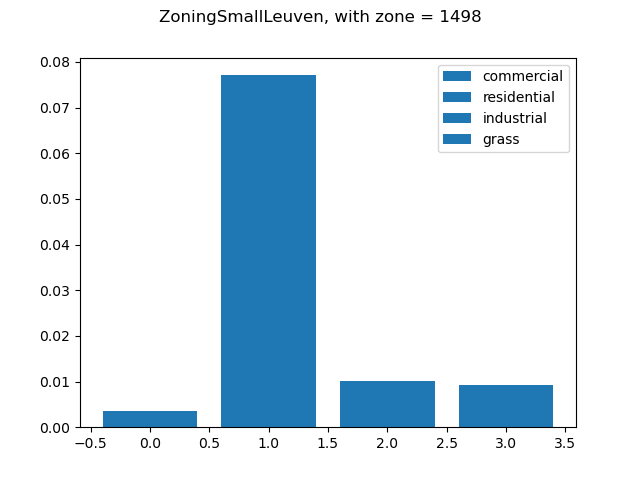 ZoningSmallLeuven, with zone = 1498
0.08
0.07
0.06
0.05
0.04
0.03
0.02
0.01
0.00
commercial
residential
industrial
grass
−0.5 0.0 0.5 1.0 1.5 2.0 2.5 3.0 3.5